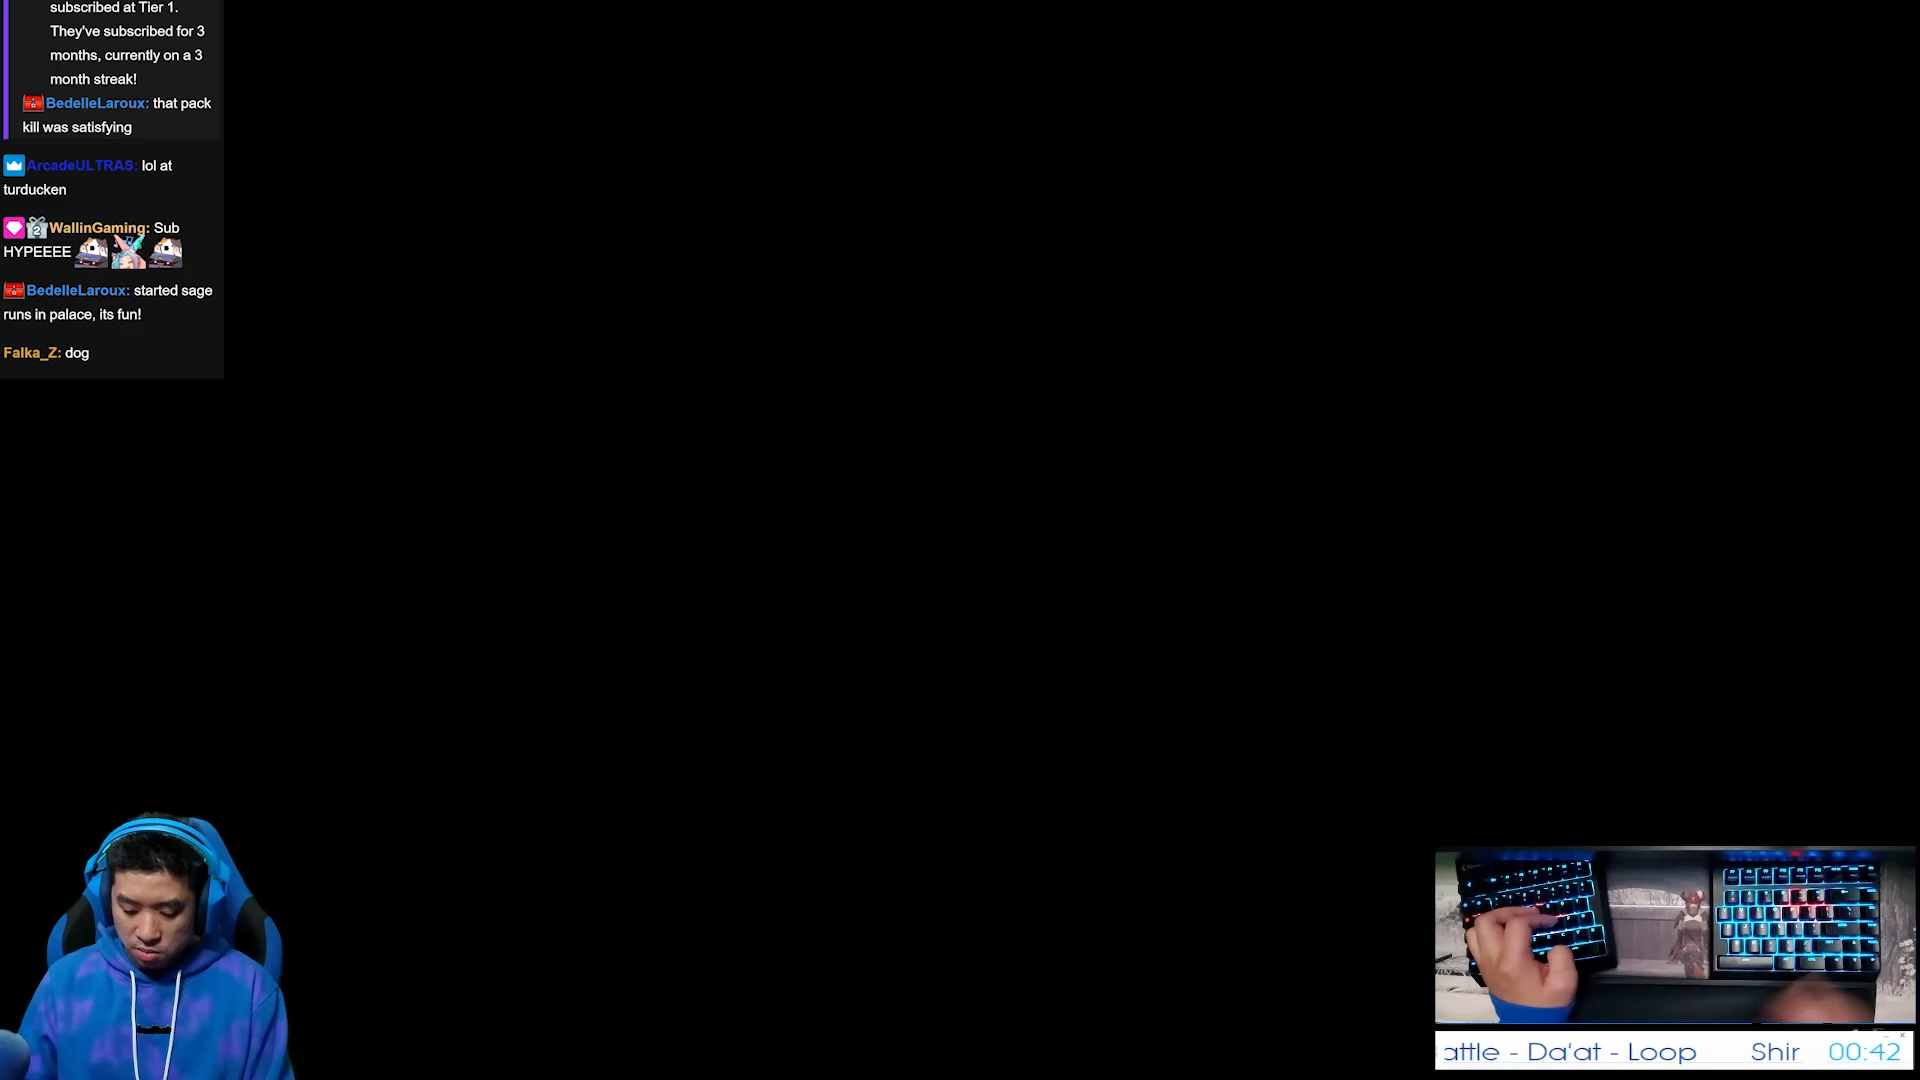 subscribed at Tier 1.
They've subscribed for 3
months, currently on a 3
month streak!
BedelleLaroux: that pack
kill was satisfying
ArcadeULTRAS: lol at
turducken
2 WallinGaming: Sub
HYPEEEE
BedelleLaroux: started sage
runs in palace, its fun!
Falka_Z: dog
attle - Da'at - Loop Shir 00:42